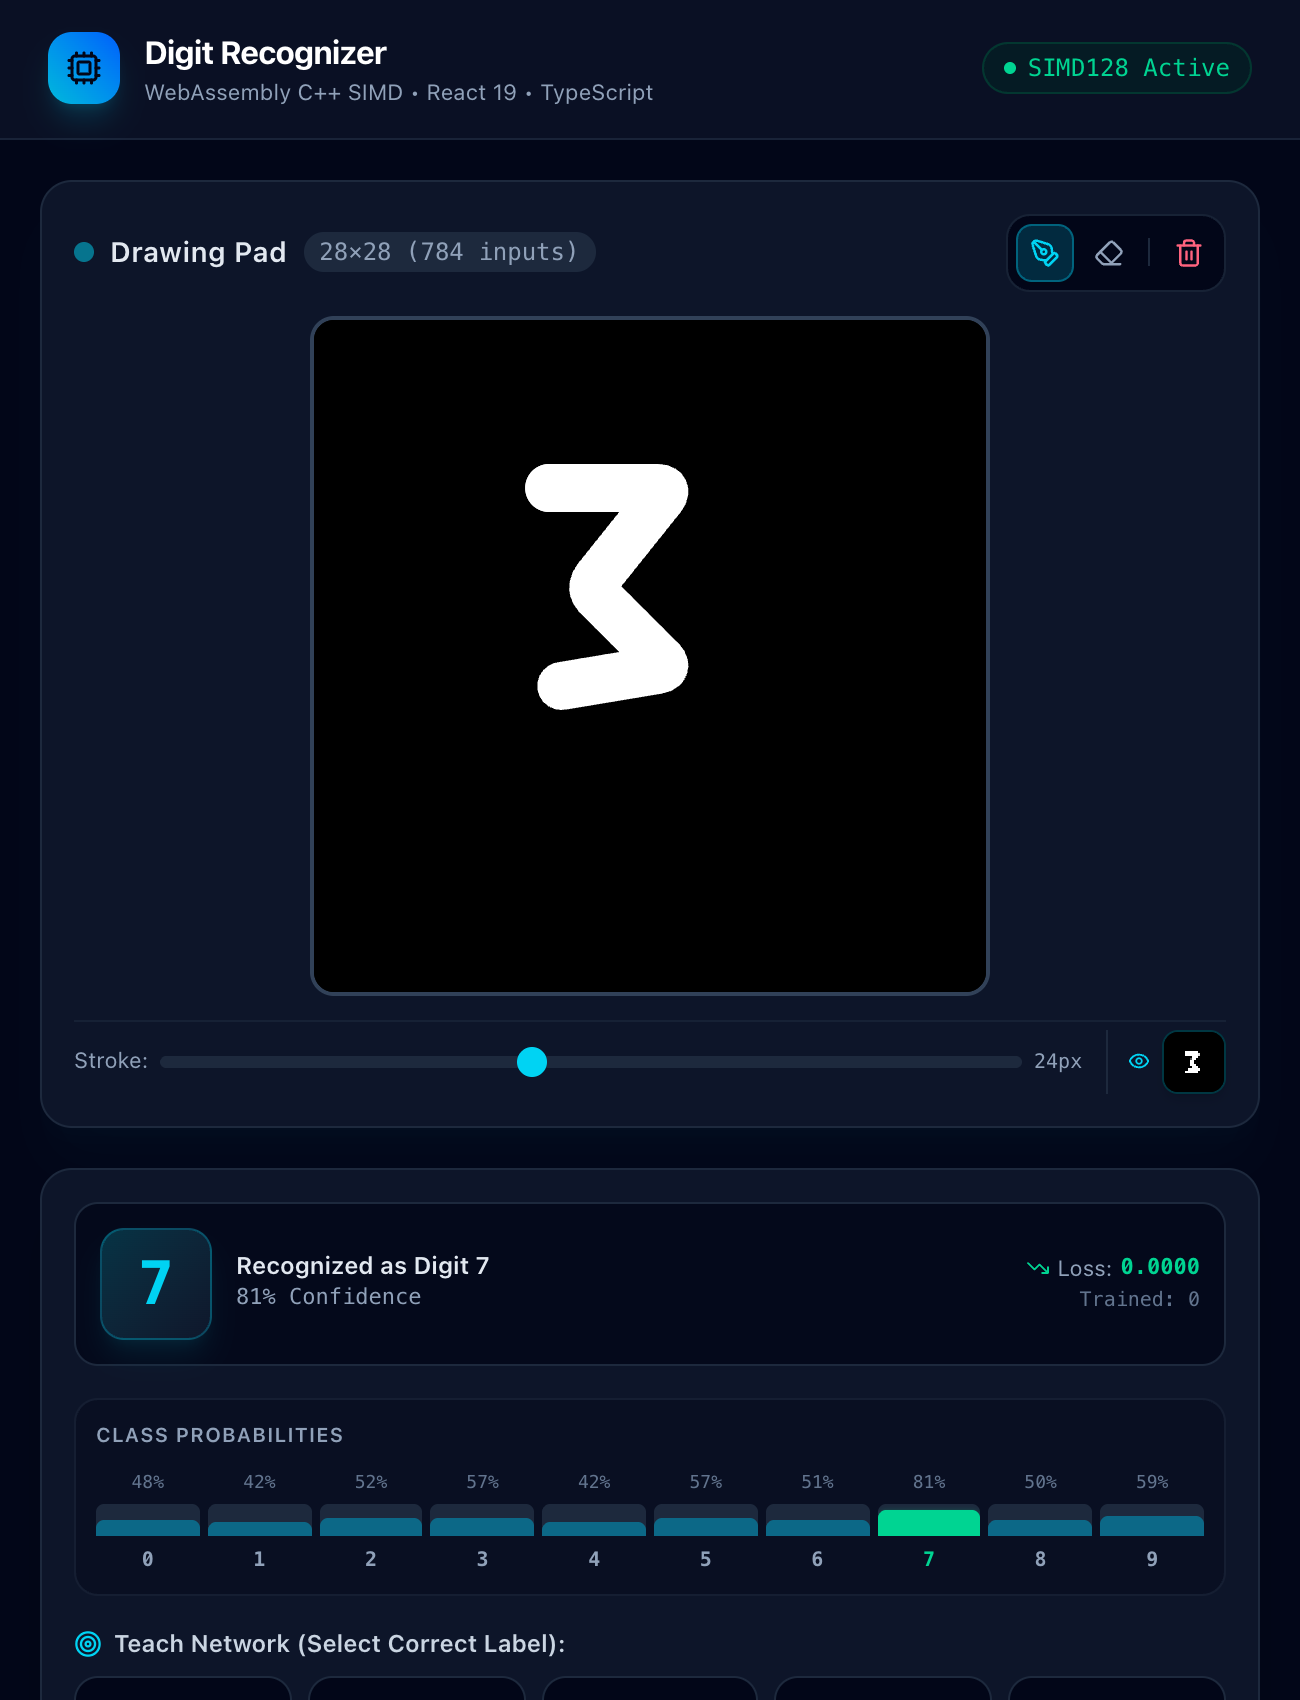 Digit Recognizer
WebAssembly C++ SIMD • React 19 • TypeScript
SIMD128 Active
Drawing Pad
28×28 (784 inputs)
3
Stroke:
24px
3
7
Recognized as Digit 7
81% Confidence
Loss: 0.0000
Trained: 0
CLASS PROBABILITIES
48% 42% 52% 57% 42% 57% 51% 81% 50% 59%
0 1 2 3 4 5 6 7 8 9
Teach Network (Select Correct Label):